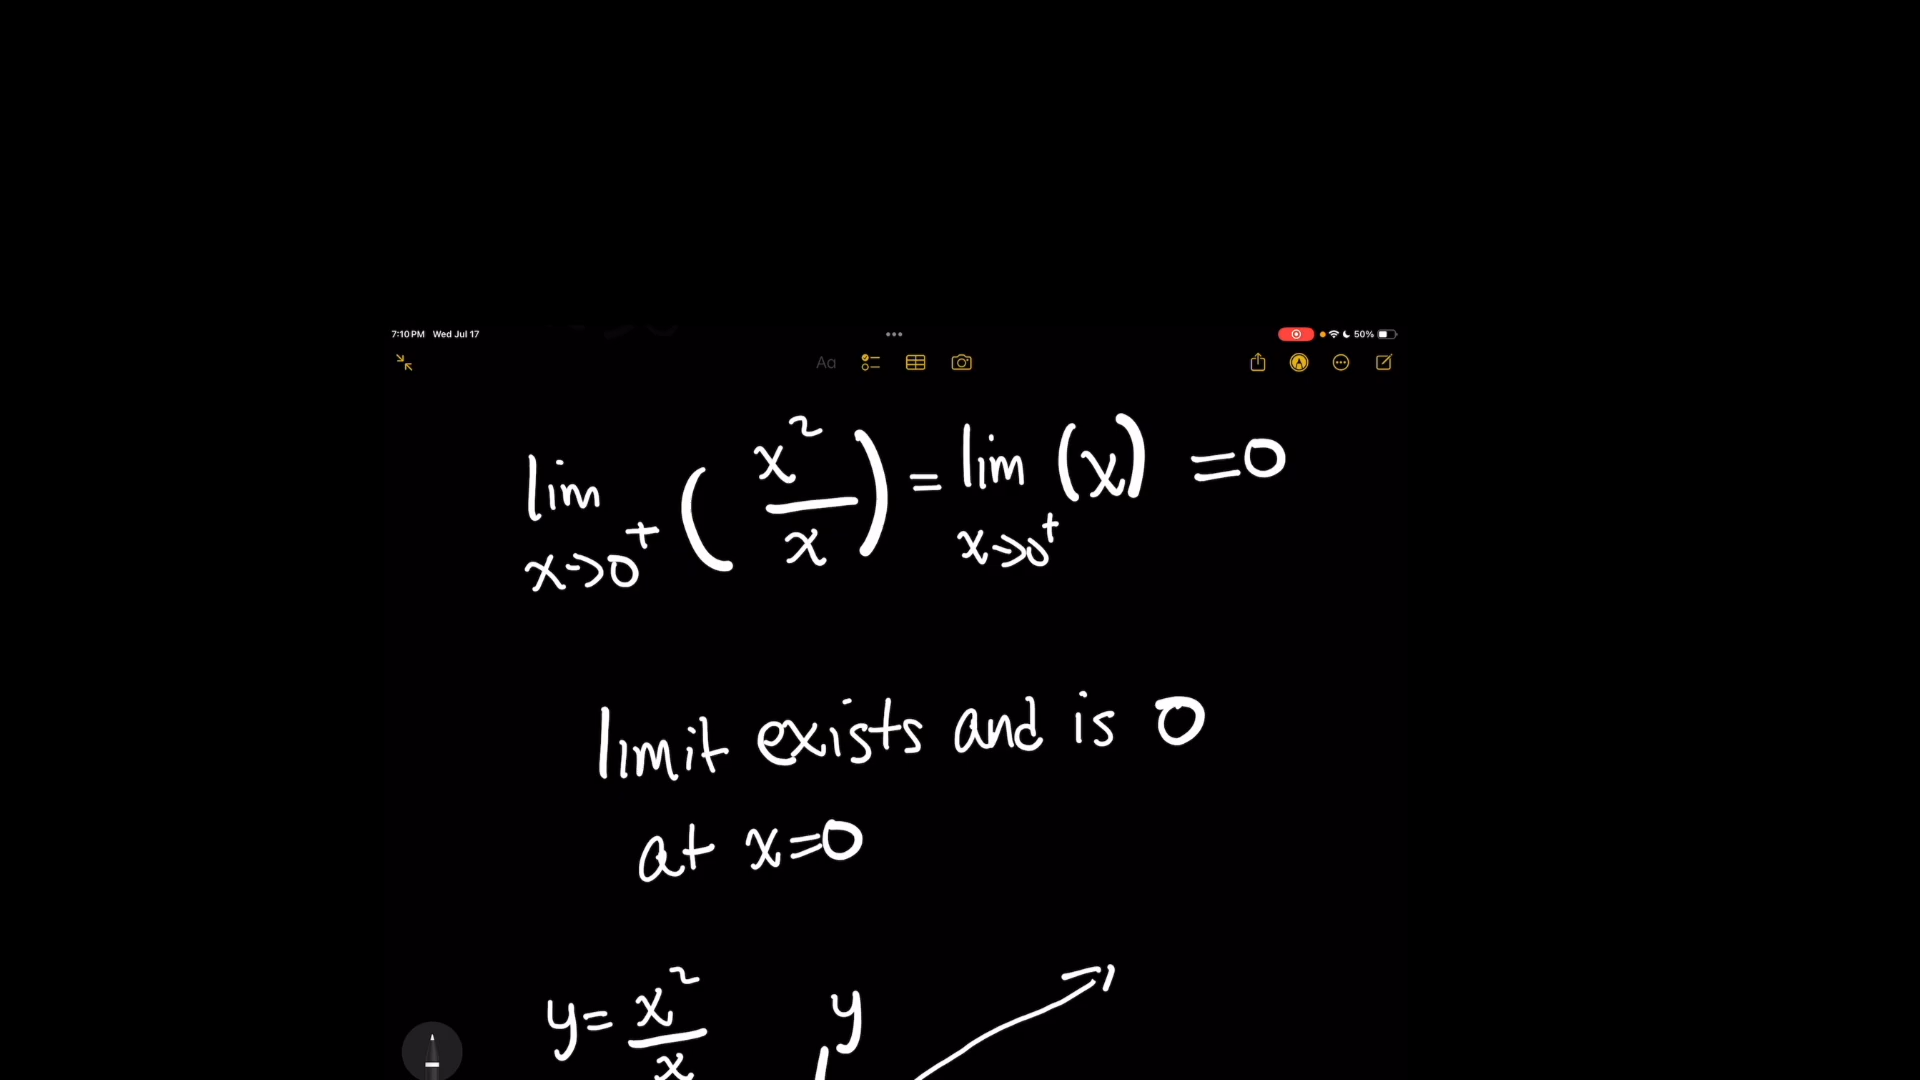 7:10 PM Wed Jul 17
50%
Aa
lim x→0⁺ (x²/x) = lim x→0⁺ (x) = 0
limit exists and is 0
at x=0
y= x²/x y